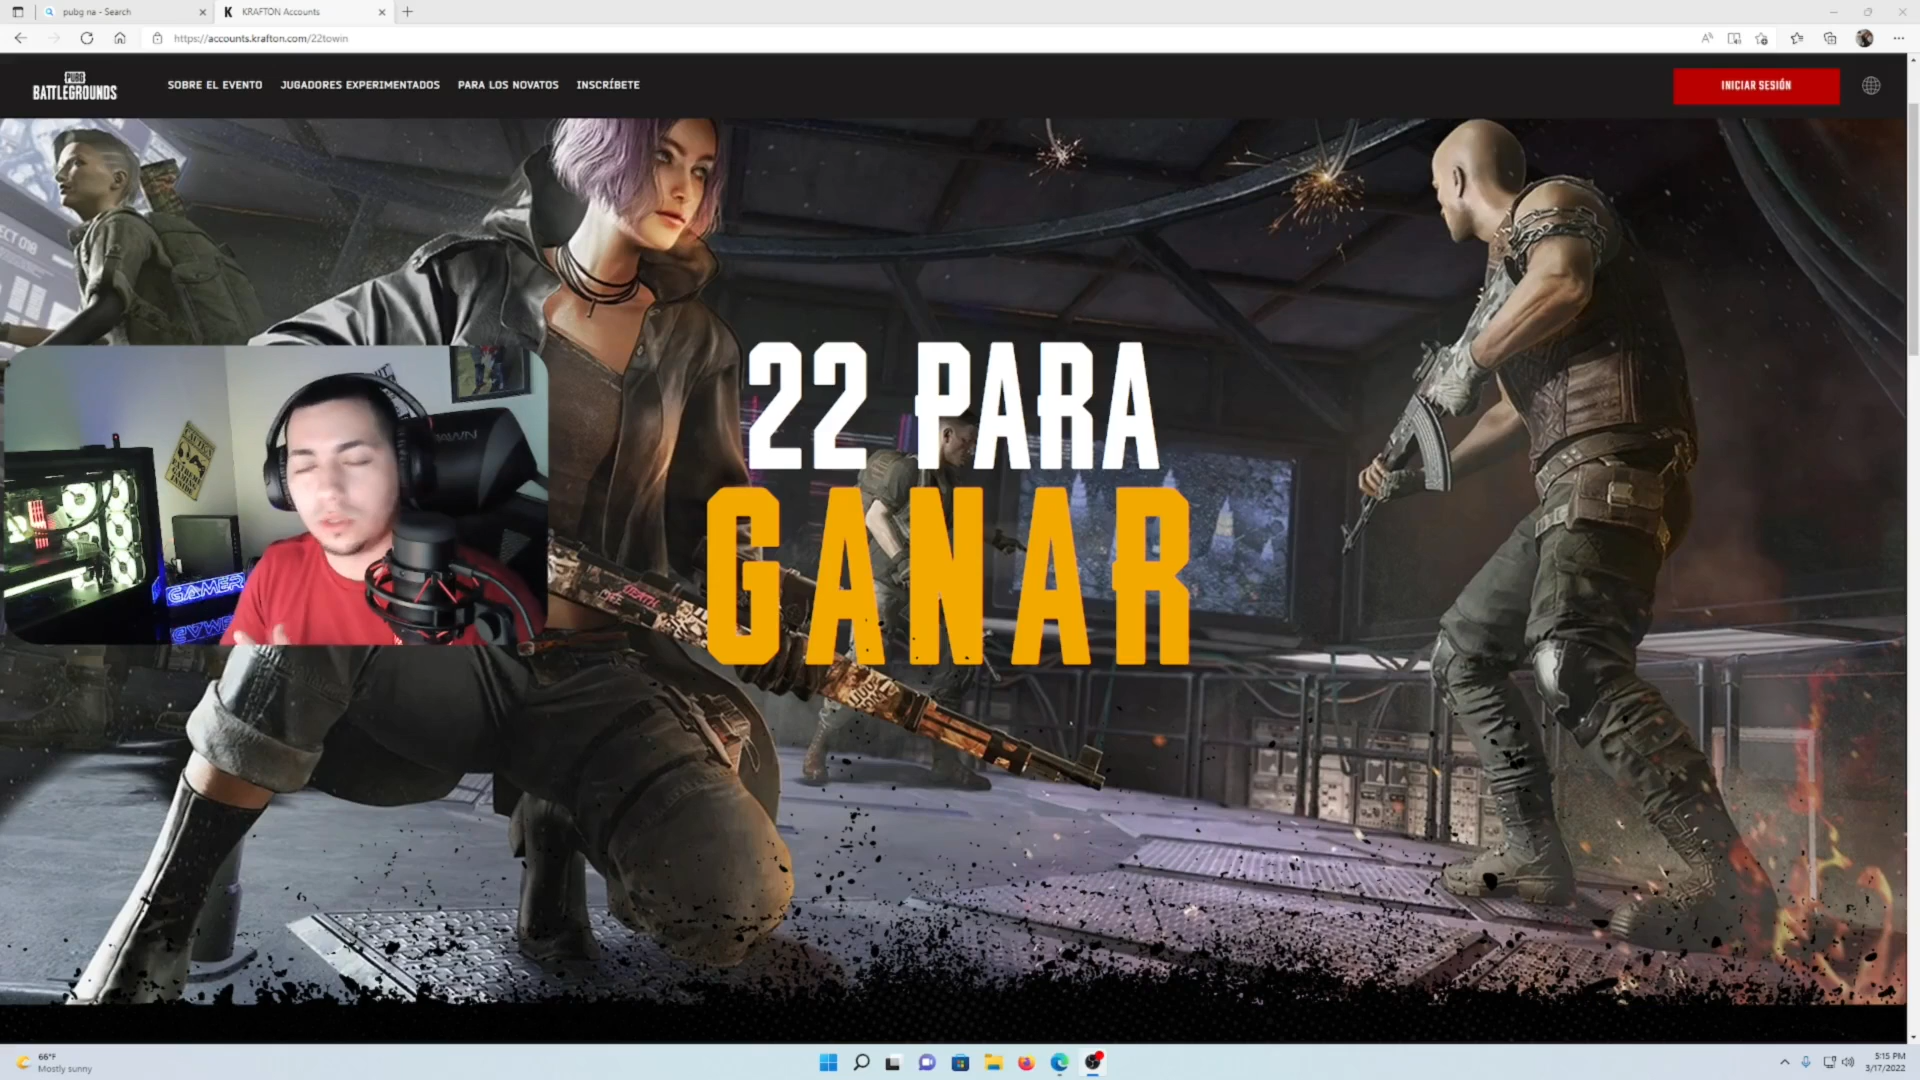 pubg na - Search
KRAFTON Accounts
https://accounts.krafton.com/22towin
PUBG
BATTLEGROUNDS
SOBRE EL EVENTO
JUGADORES EXPERIMENTADOS
PARA LOS NOVATOS
INSCRÍBETE
INICIAR SESIÓN
22 PARA
GANAR
GAMER
66°F
Mostly sunny
5:15 PM
3/17/2022